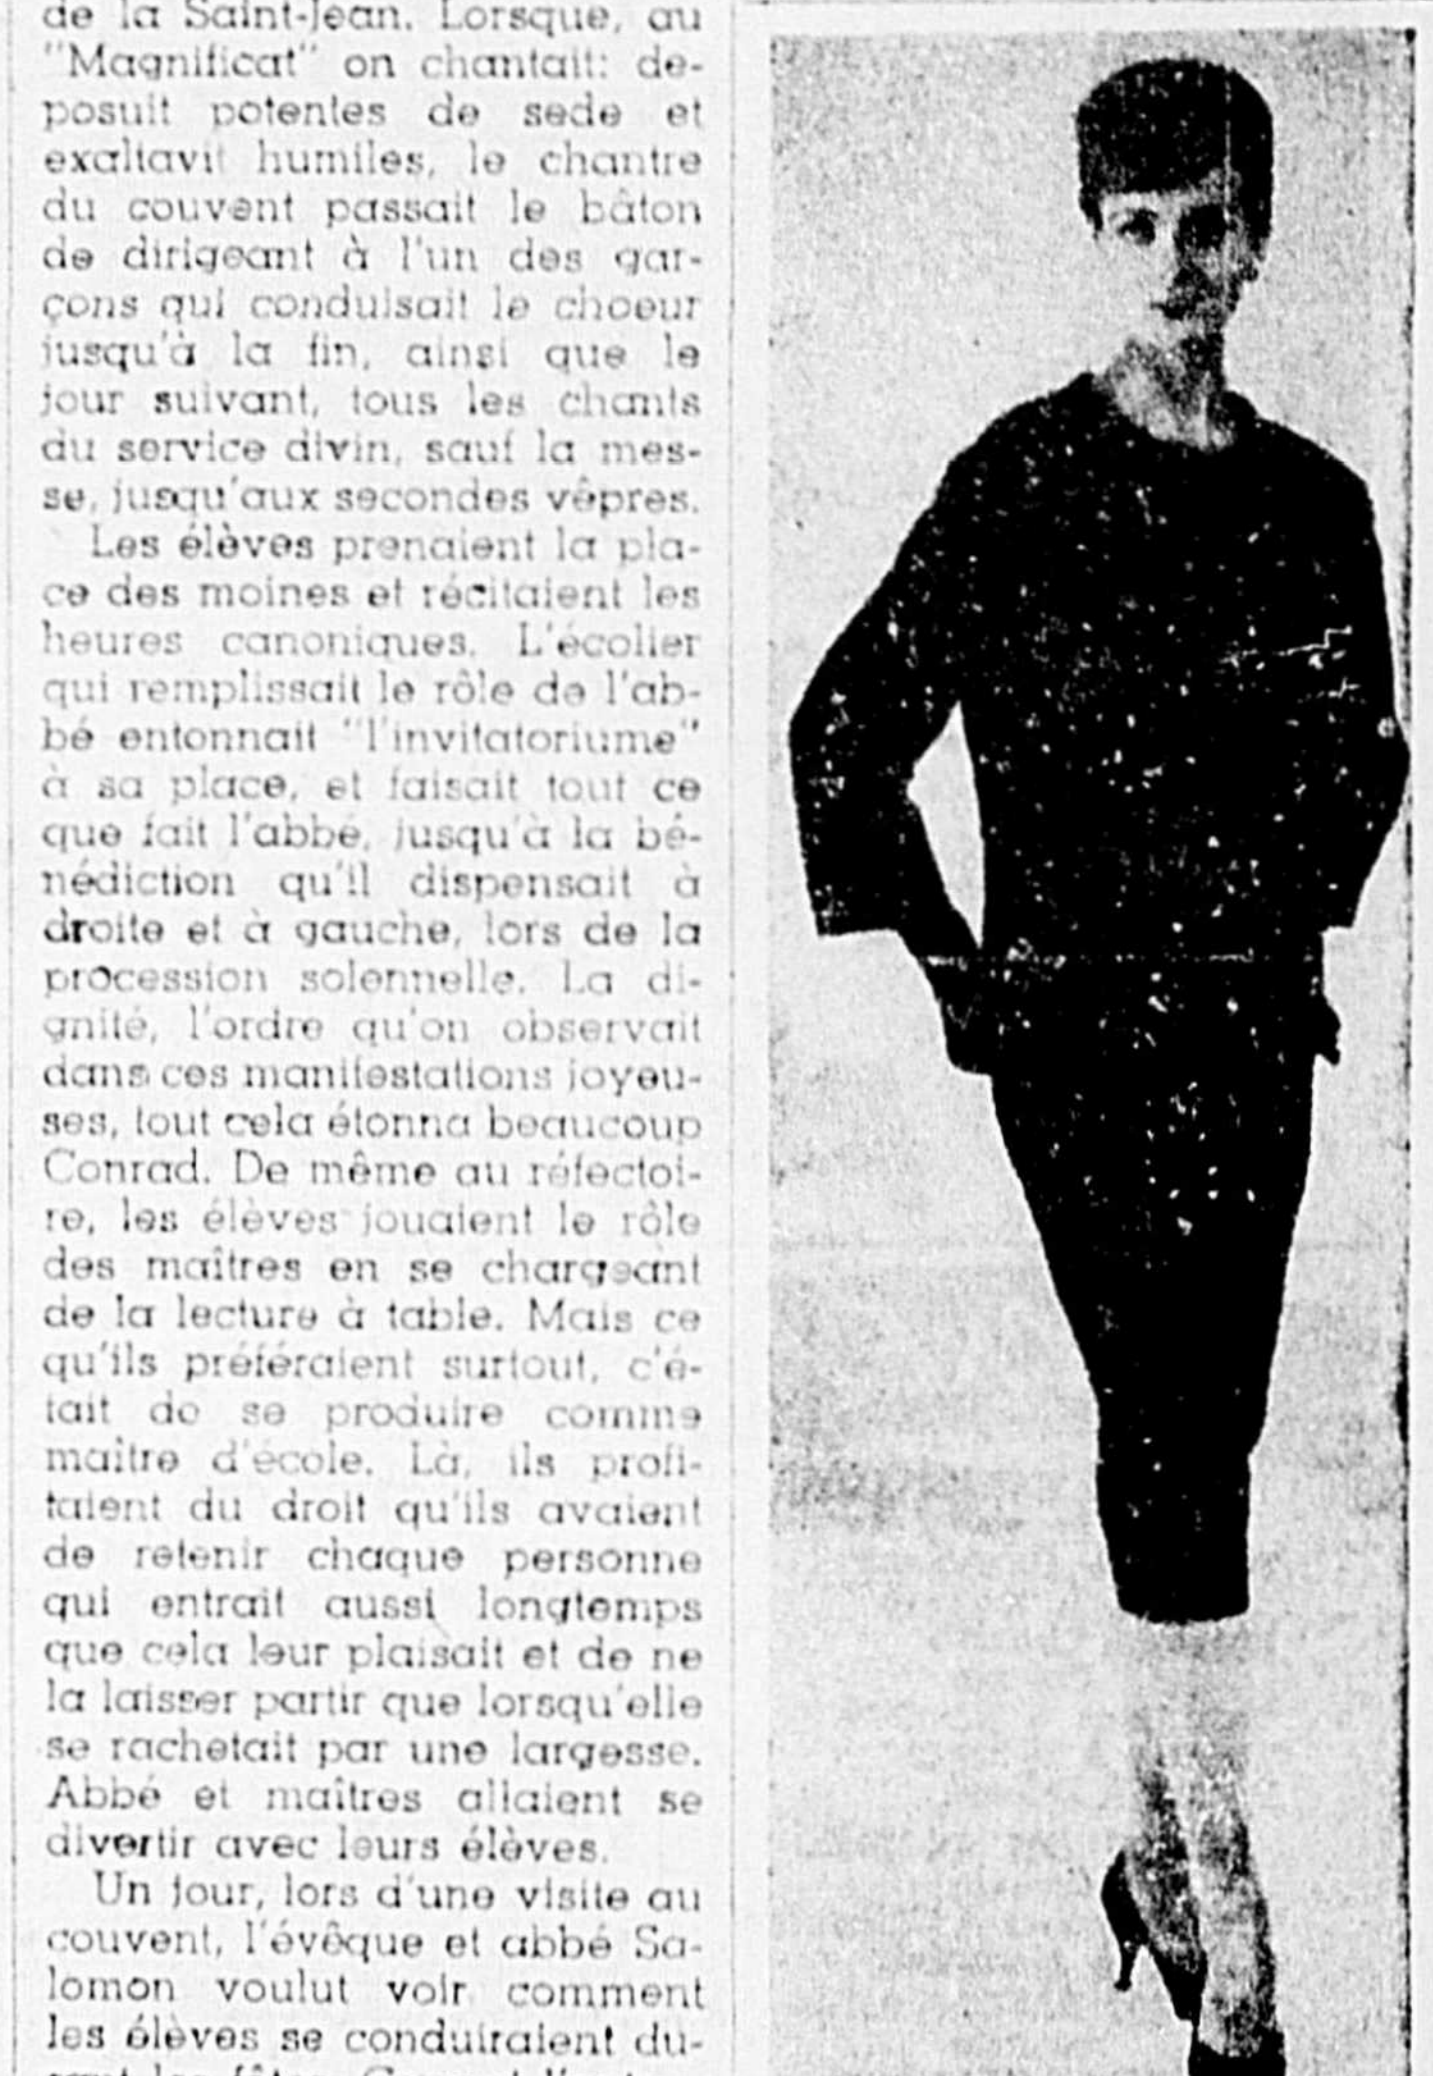 de la Saint-Jean. Lorsque, au
"Magnificat" on chantait: de-
posuit potentes de sede et
exaltavit humiles, le chantre
du couvent passait le bâton
de dirigeant à l'un des gar-
çons qui conduisait le choeur
jusqu'à la fin, ainsi que le
jour suivant, tous les chants
du service divin, sauf la mes-
se, jusqu'aux secondes vêpres.
Les élèves prenaient la pla-
ce des moines et récitaient les
heures canoniques. L'écolier
qui remplissait le rôle de l'ab-
bé entonnait "l'invitatoriume"
à sa place, et faisait tout ce
que fait l'abbé, jusqu'à la bé-
nédiction qu'il dispensait à
droite et à gauche, lors de la
procession solennelle. La di-
gnité, l'ordre qu'on observait
dans ces manifestations joyeu-
ses, tout cela étonna beaucoup
Conrad. De même au réfectoi-
re, les élèves jouaient le rôle
des maîtres en se chargeant
de la lecture à table. Mais ce
qu'ils préféraient surtout, c'é-
tait de se produire comme
maître d'école. Là, ils profi-
taient du droit qu'ils avaient
de retenir chaque personne
qui entrait aussi longtemps
que cela leur plaisait et de ne
la laisser partir que lorsqu'elle
se rachetait par une largesse.
Abbé et maîtres allaient se
divertir avec leurs élèves.
Un jour, lors d'une visite au
couvent, l'évêque et abbé Sa-
lomon voulut voir comment
les élèves se conduiraient du-